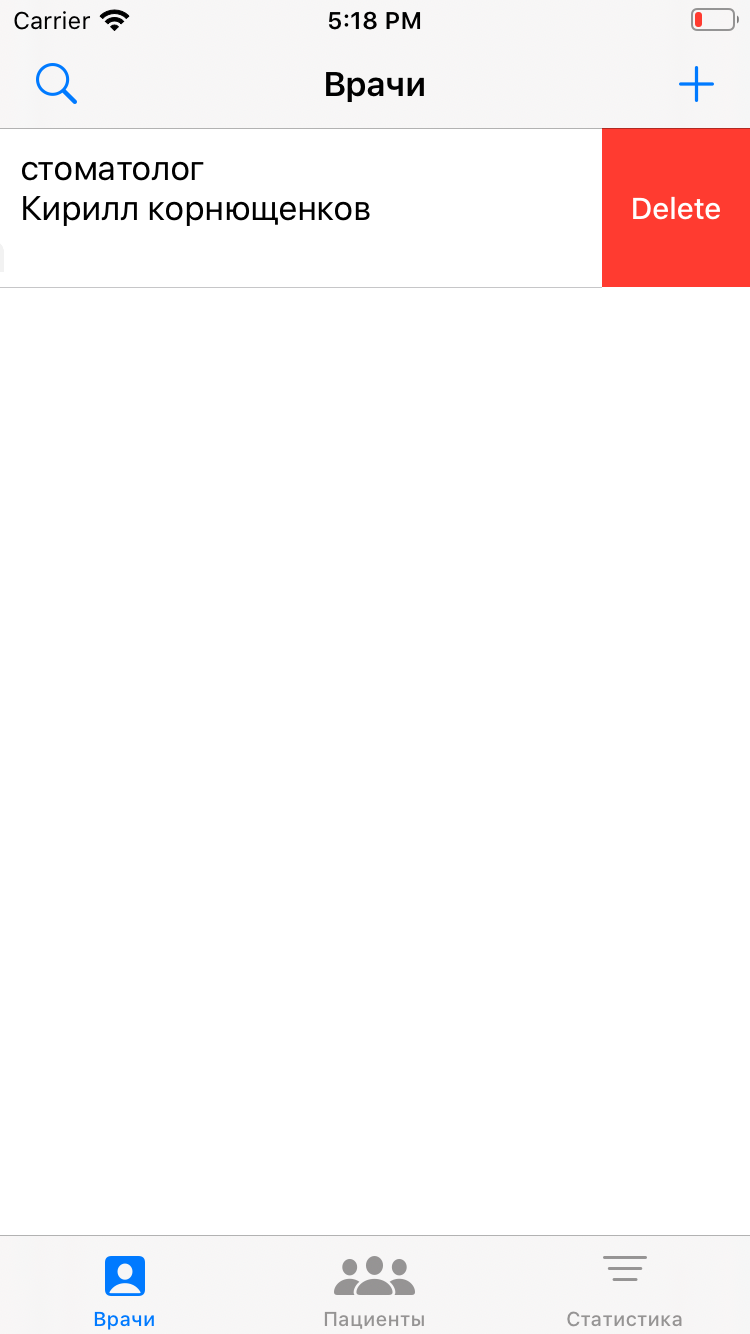 Carrier 5:18 PM
Врачи
стоматолог
Кирилл корнющенков
Delete
Врачи Пациенты Статистика